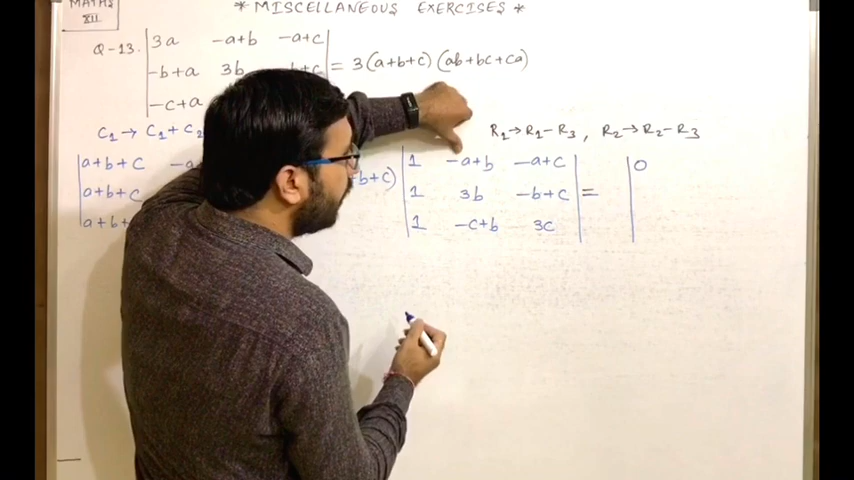 MATHS
XII
* MISCELLANEOUS EXERCISES *
Q-13. | 3a -a+b -a+c |
| -b+a 3b -b+c | = 3(a+b+c) (ab+bc+ca)
| -c+a
C₁ → C₁+C₂
R₁→R₁-R₃, R₂→R₂-R₃
| a+b+c
| a+b+c
| a+b+
+b+c) | 1 -a+b -a+c |
| 1 3b -b+c | =
| 1 -c+b 3c |
| 0